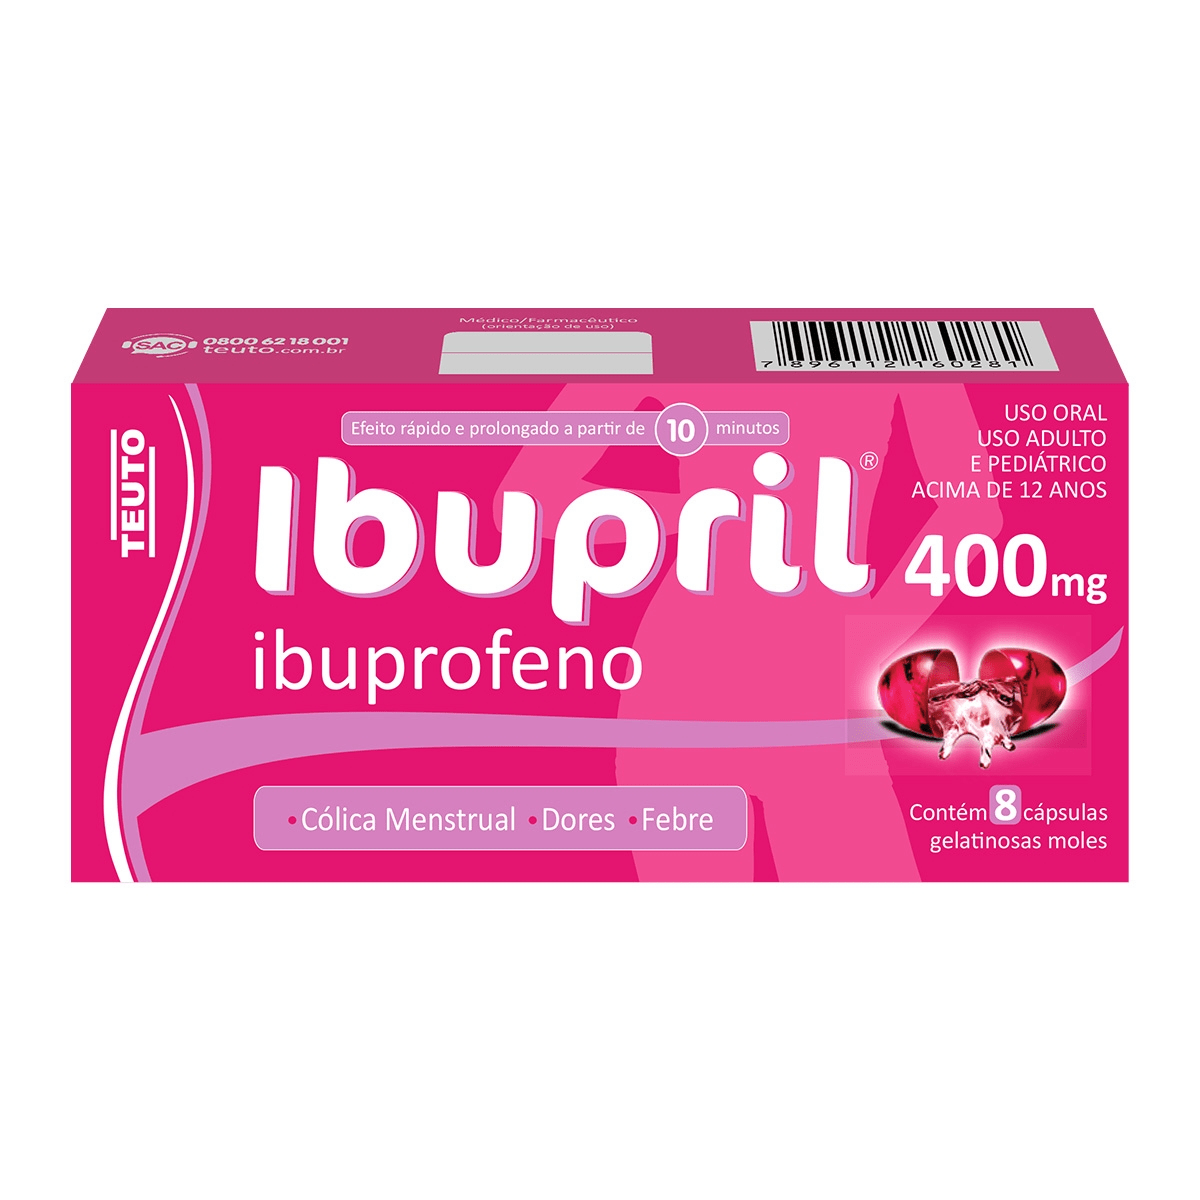 Médico/Farmacêutico
(orientação de uso)
SAC
0800 62 18 001
teuto.com.br
7 896112 160281
TEUTO
Efeito rápido e prolongado a partir de 10 minutos
Ibupril®
ibuprofeno
USO ORAL
USO ADULTO
E PEDIÁTRICO
ACIMA DE 12 ANOS
400mg
•Cólica Menstrual •Dores •Febre
Contém 8 cápsulas
gelatinosas moles